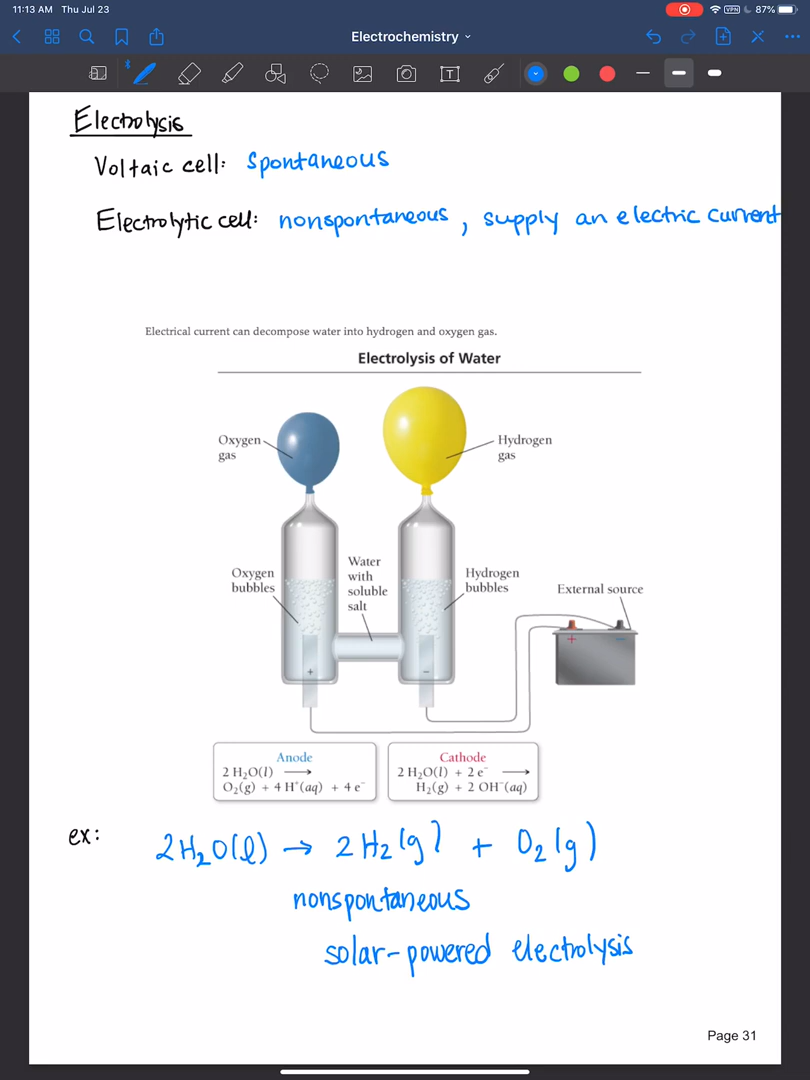 11:13 AM Thu Jul 23
VPN 87%
Electrochemistry
T
Electrolysis
Voltaic cell: spontaneous
Electrolytic cell: nonspontaneous, supply an electric current
Electrical current can decompose water into hydrogen and oxygen gas.
Electrolysis of Water
Oxygen gas
Hydrogen gas
Oxygen bubbles
Water with soluble salt
Hydrogen bubbles
External source
+ −
+ −
Anode
2 H₂O(l) ⟶
O₂(g) + 4 H⁺(aq) + 4 e⁻
Cathode
2 H₂O(l) + 2 e⁻ ⟶
H₂(g) + 2 OH⁻(aq)
ex: 2H₂O(l) → 2H₂(g) + O₂(g)
nonspontaneous
solar-powered electrolysis
Page 31